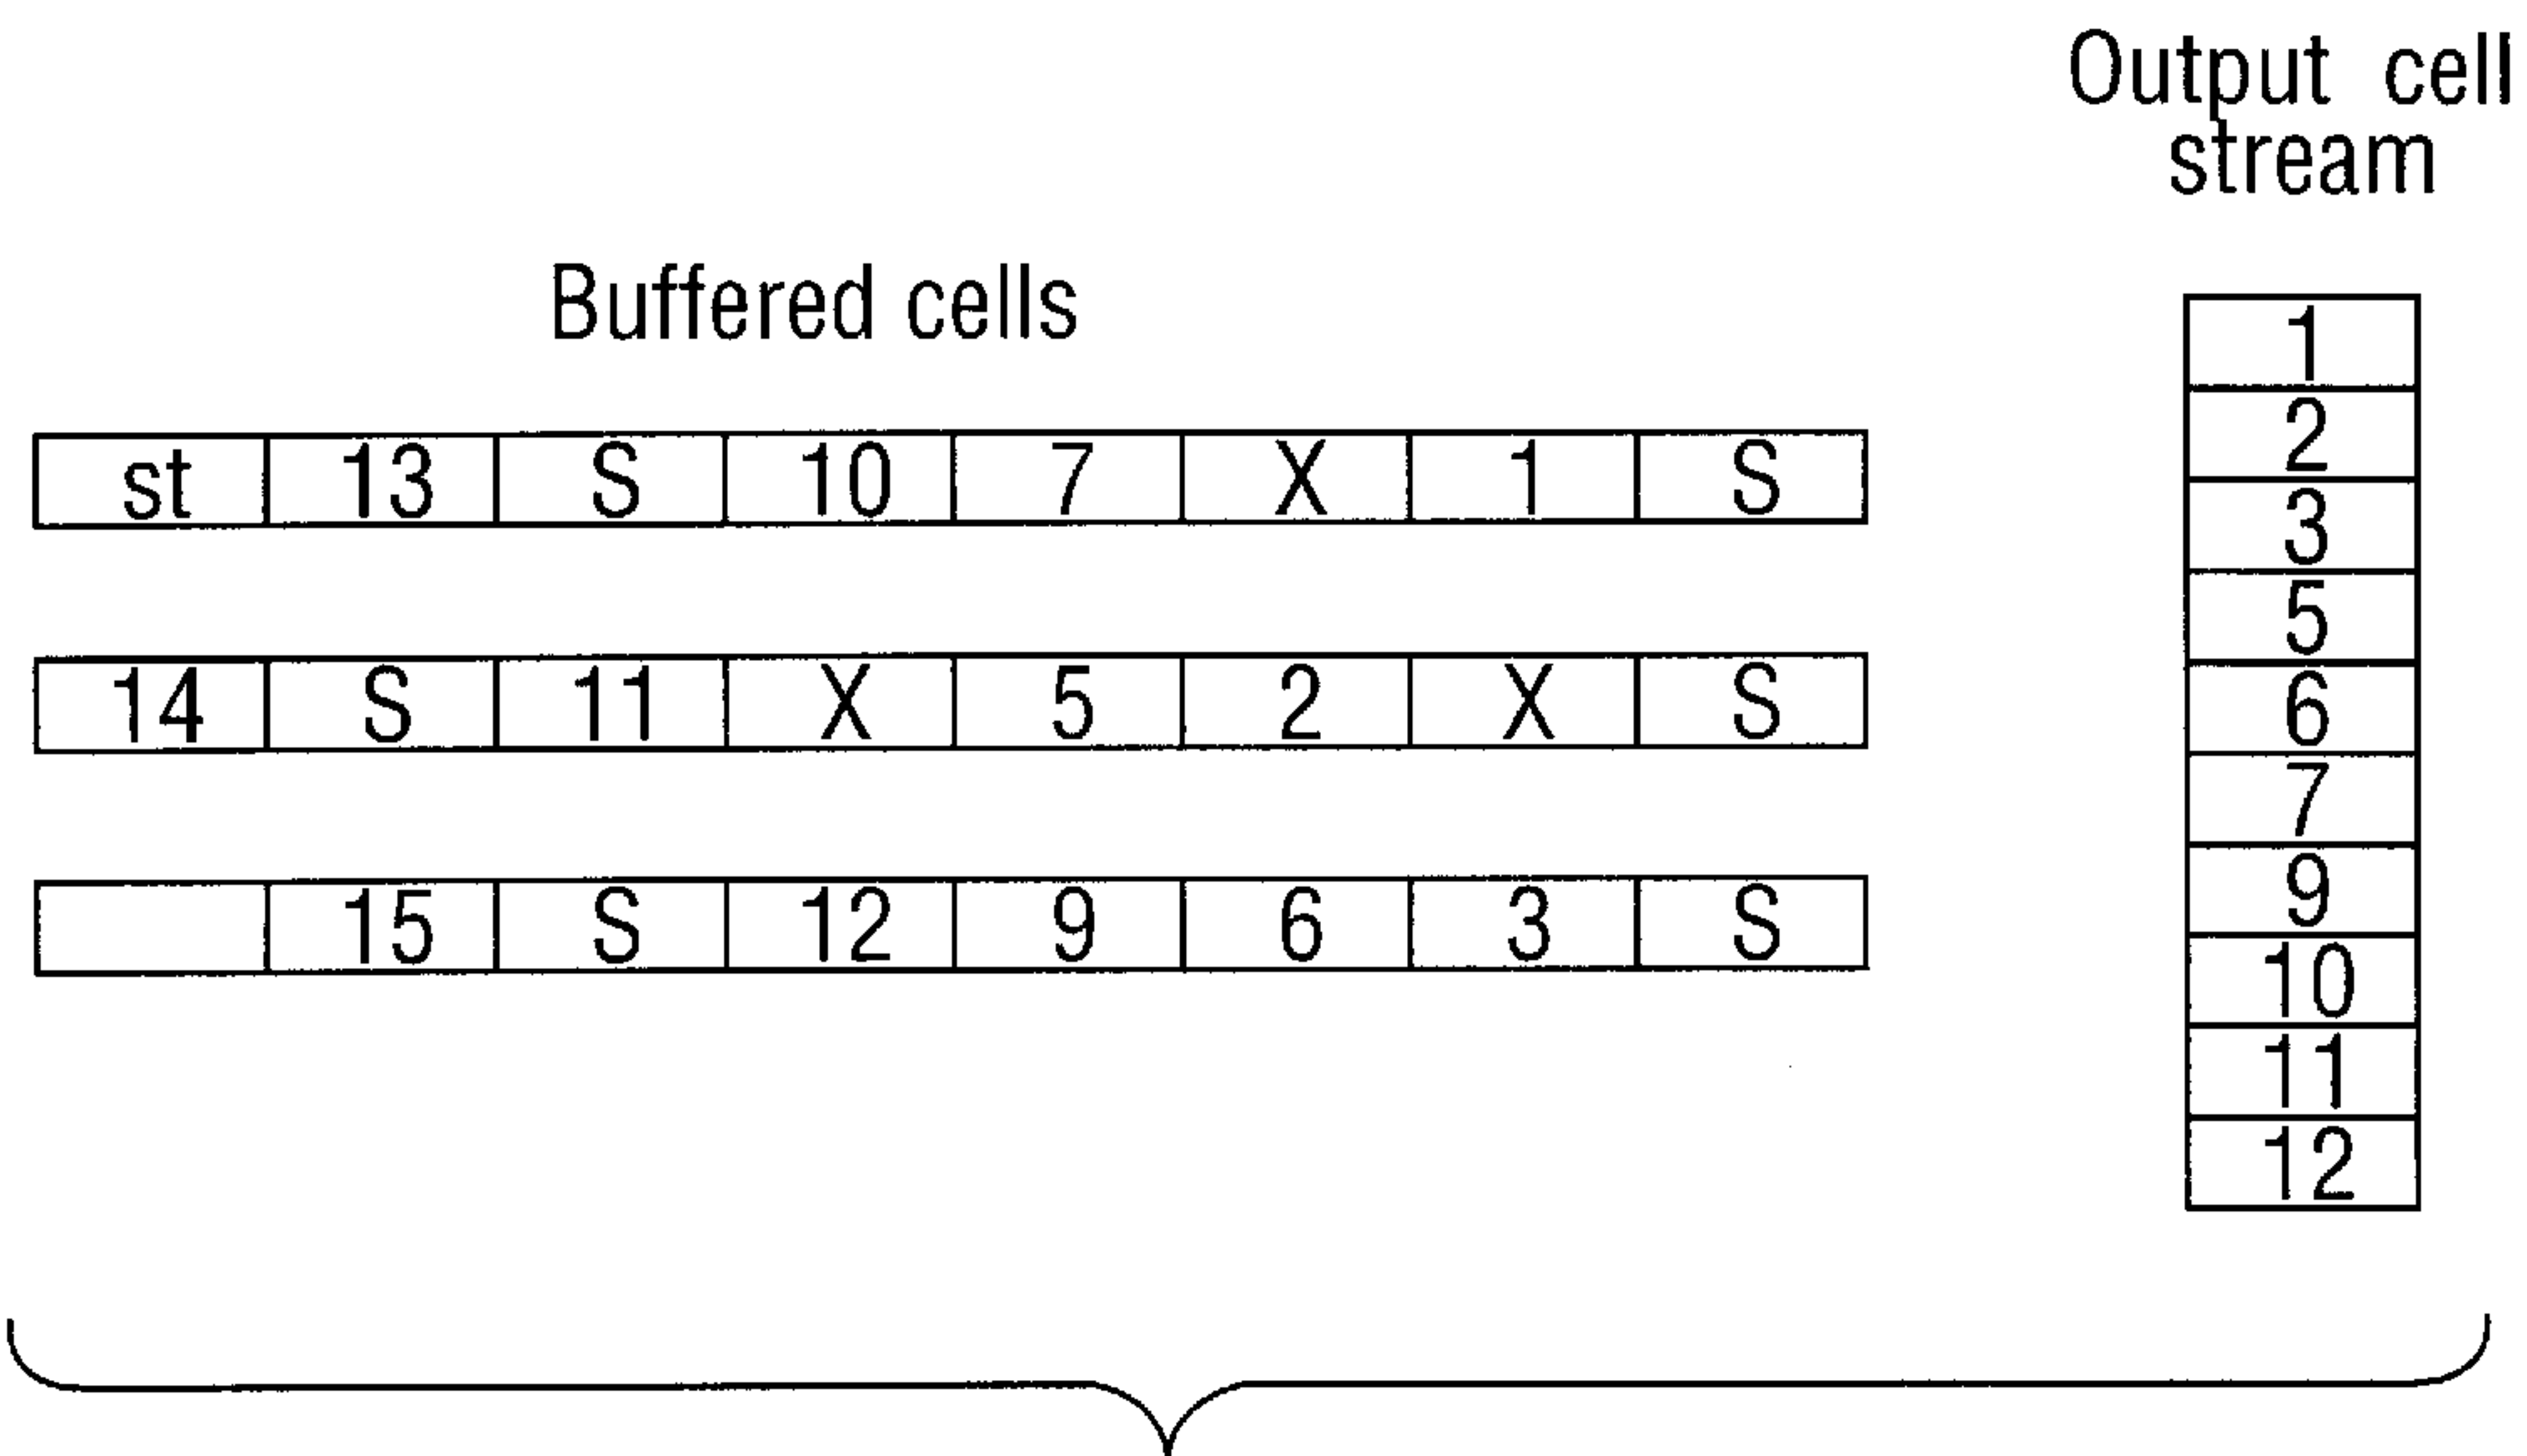 Output cell
stream
Buffered cells
st 13 S 10 7 X 1 S
14 S 11 X 5 2 X S
15 S 12 9 6 3 S
1
2
3
5
6
7
9
10
11
12